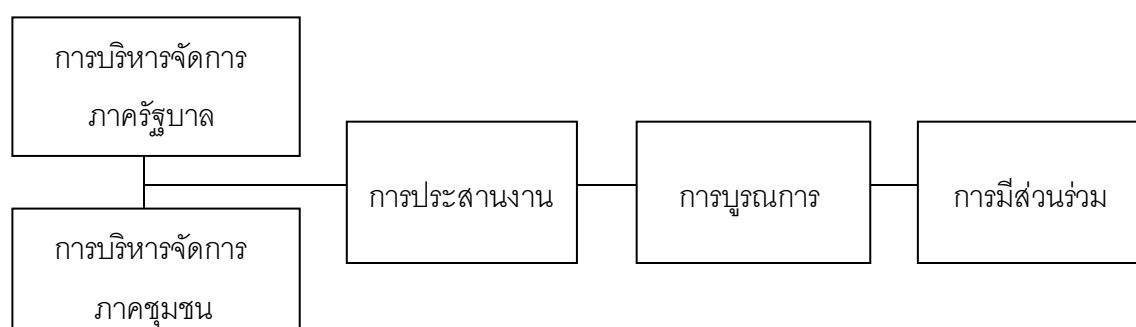 การบริหารจัดการ
ภาครัฐบาล
การประสานงาน
การบูรณการ
การมีส่วนร่วม
การบริหารจัดการ
ภาคชุมชน